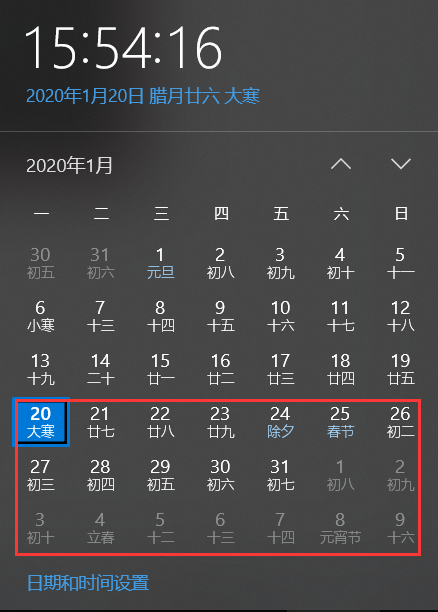 15:54:16
2020年1月20日 腊月廿六 大寒
2020年1月
一 二 三 四 五 六 日
30 31 1 2 3 4 5
初五 初六 元旦 初八 初九 初十 十一
6 7 8 9 10 11 12
小寒 十三 十四 十五 十六 十七 十八
13 14 15 16 17 18 19
十九 二十 廿一 廿二 廿三 廿四 廿五
20 21 22 23 24 25 26
大寒 廿七 廿八 廿九 除夕 春节 初二
27 28 29 30 31 1 2
初三 初四 初五 初六 初七 初八 初九
3 4 5 6 7 8 9
初十 立春 十二 十三 十四 元宵节 十六
日期和时间设置